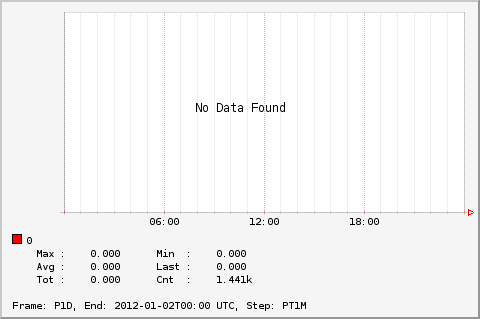 No Data Found
06:00 12:00 18:00
0
Max : 0.000 Min : 0.000
Avg : 0.000 Last : 0.000
Tot : 0.000 Cnt : 1.441k
Frame: P1D, End: 2012-01-02T00:00 UTC, Step: PT1M